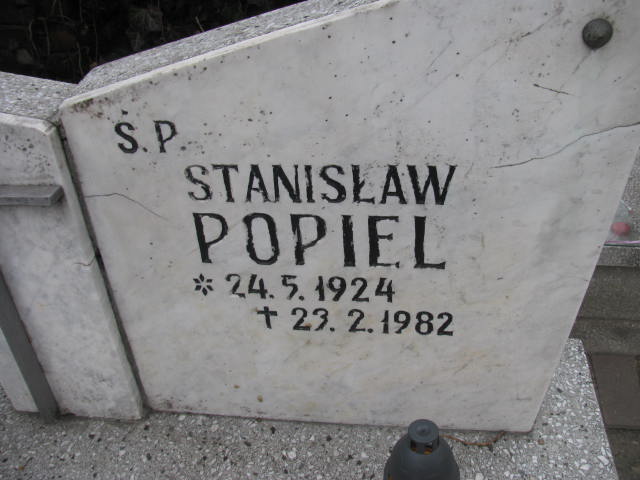 Ś.P
STANISŁAW
POPIEL
* 24.5.1924
† 23.2.1982